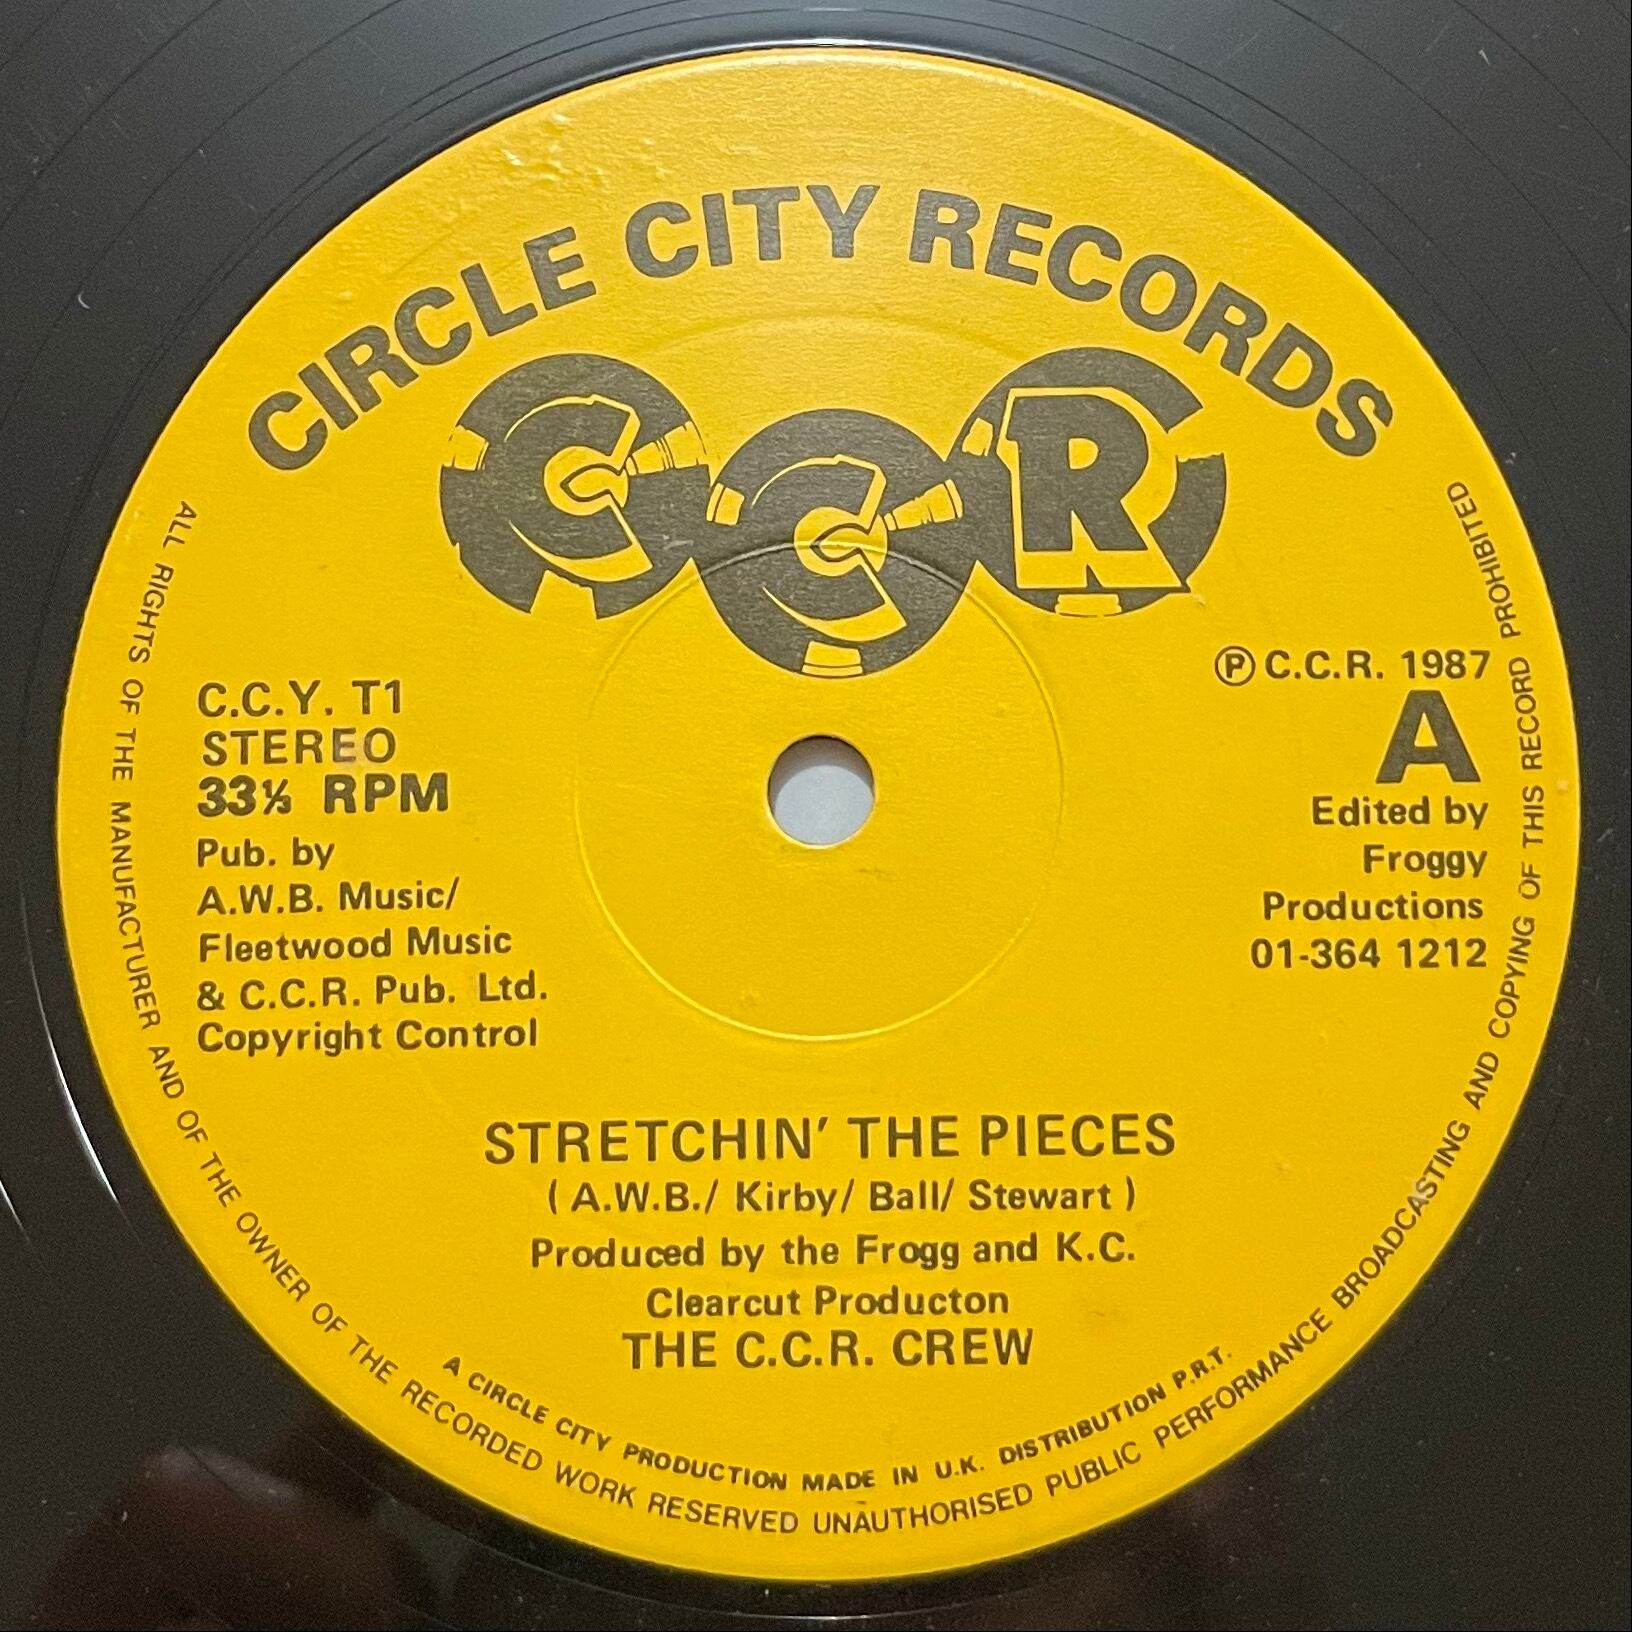 CIRCLE CITY RECORDS
C C R
C.C.Y. T1
STEREO
33⅓ RPM
Pub. by
A.W.B. Music/
Fleetwood Music
& C.C.R. Pub. Ltd.
Copyright Control
Ⓟ C.C.R. 1987
A
Edited by
Froggy
Productions
01-364 1212
STRETCHIN' THE PIECES
( A.W.B./ Kirby/ Ball/ Stewart )
Produced by the Frogg and K.C.
Clearcut Producton
THE C.C.R. CREW
A CIRCLE CITY PRODUCTION MADE IN U.K. DISTRIBUTION P.R.T.
ALL RIGHTS OF THE MANUFACTURER AND OF THE OWNER OF THE RECORDED WORK RESERVED UNAUTHORISED PUBLIC PERFORMANCE BROADCASTING AND COPYING OF THIS RECORD PROHIBITED